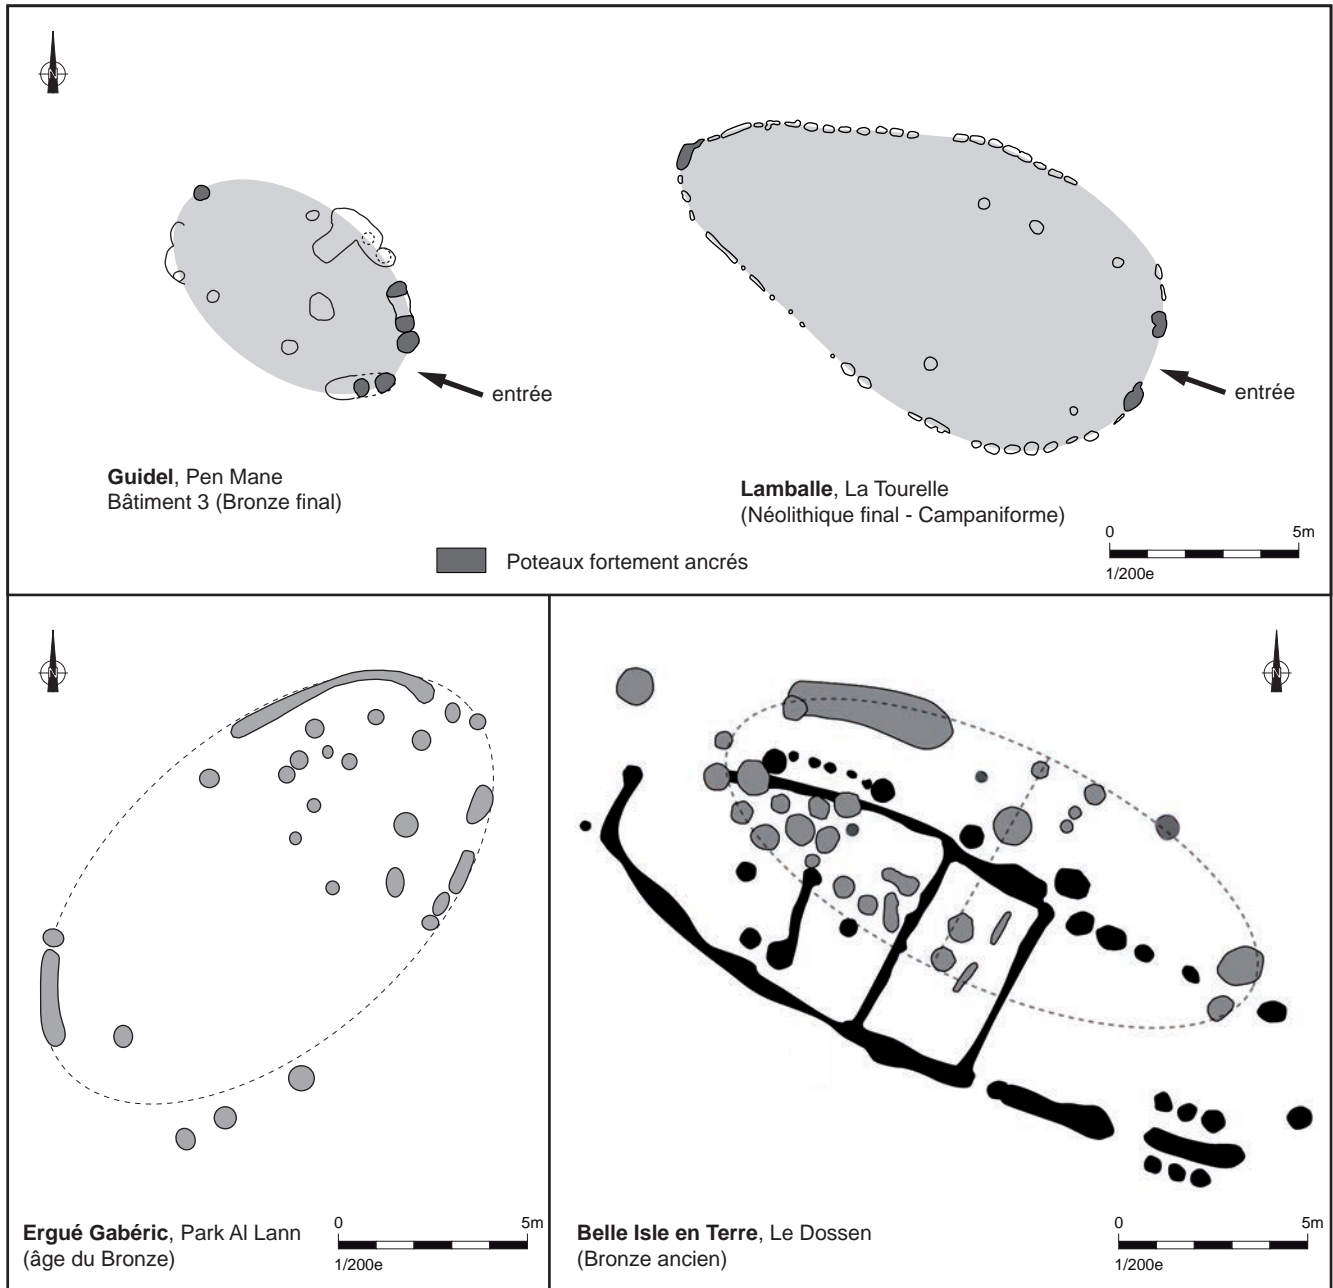 N
entrée
entrée
Guidel, Pen Mane
Bâtiment 3 (Bronze final)
Lamballe, La Tourelle
(Néolithique final - Campaniforme)
0 5m
1/200e
Poteaux fortement ancrés
N
N
Ergué Gabéric, Park Al Lann
(âge du Bronze)
0 5m
1/200e
Belle Isle en Terre, Le Dossen
(Bronze ancien)
0 5m
1/200e